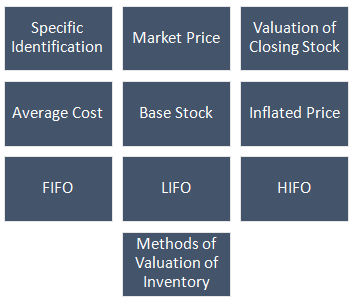 Specific
Identification
Market Price
Valuation of
Closing Stock
Average Cost
Base Stock
Inflated Price
FIFO
LIFO
HIFO
Methods of
Valuation of
Inventory